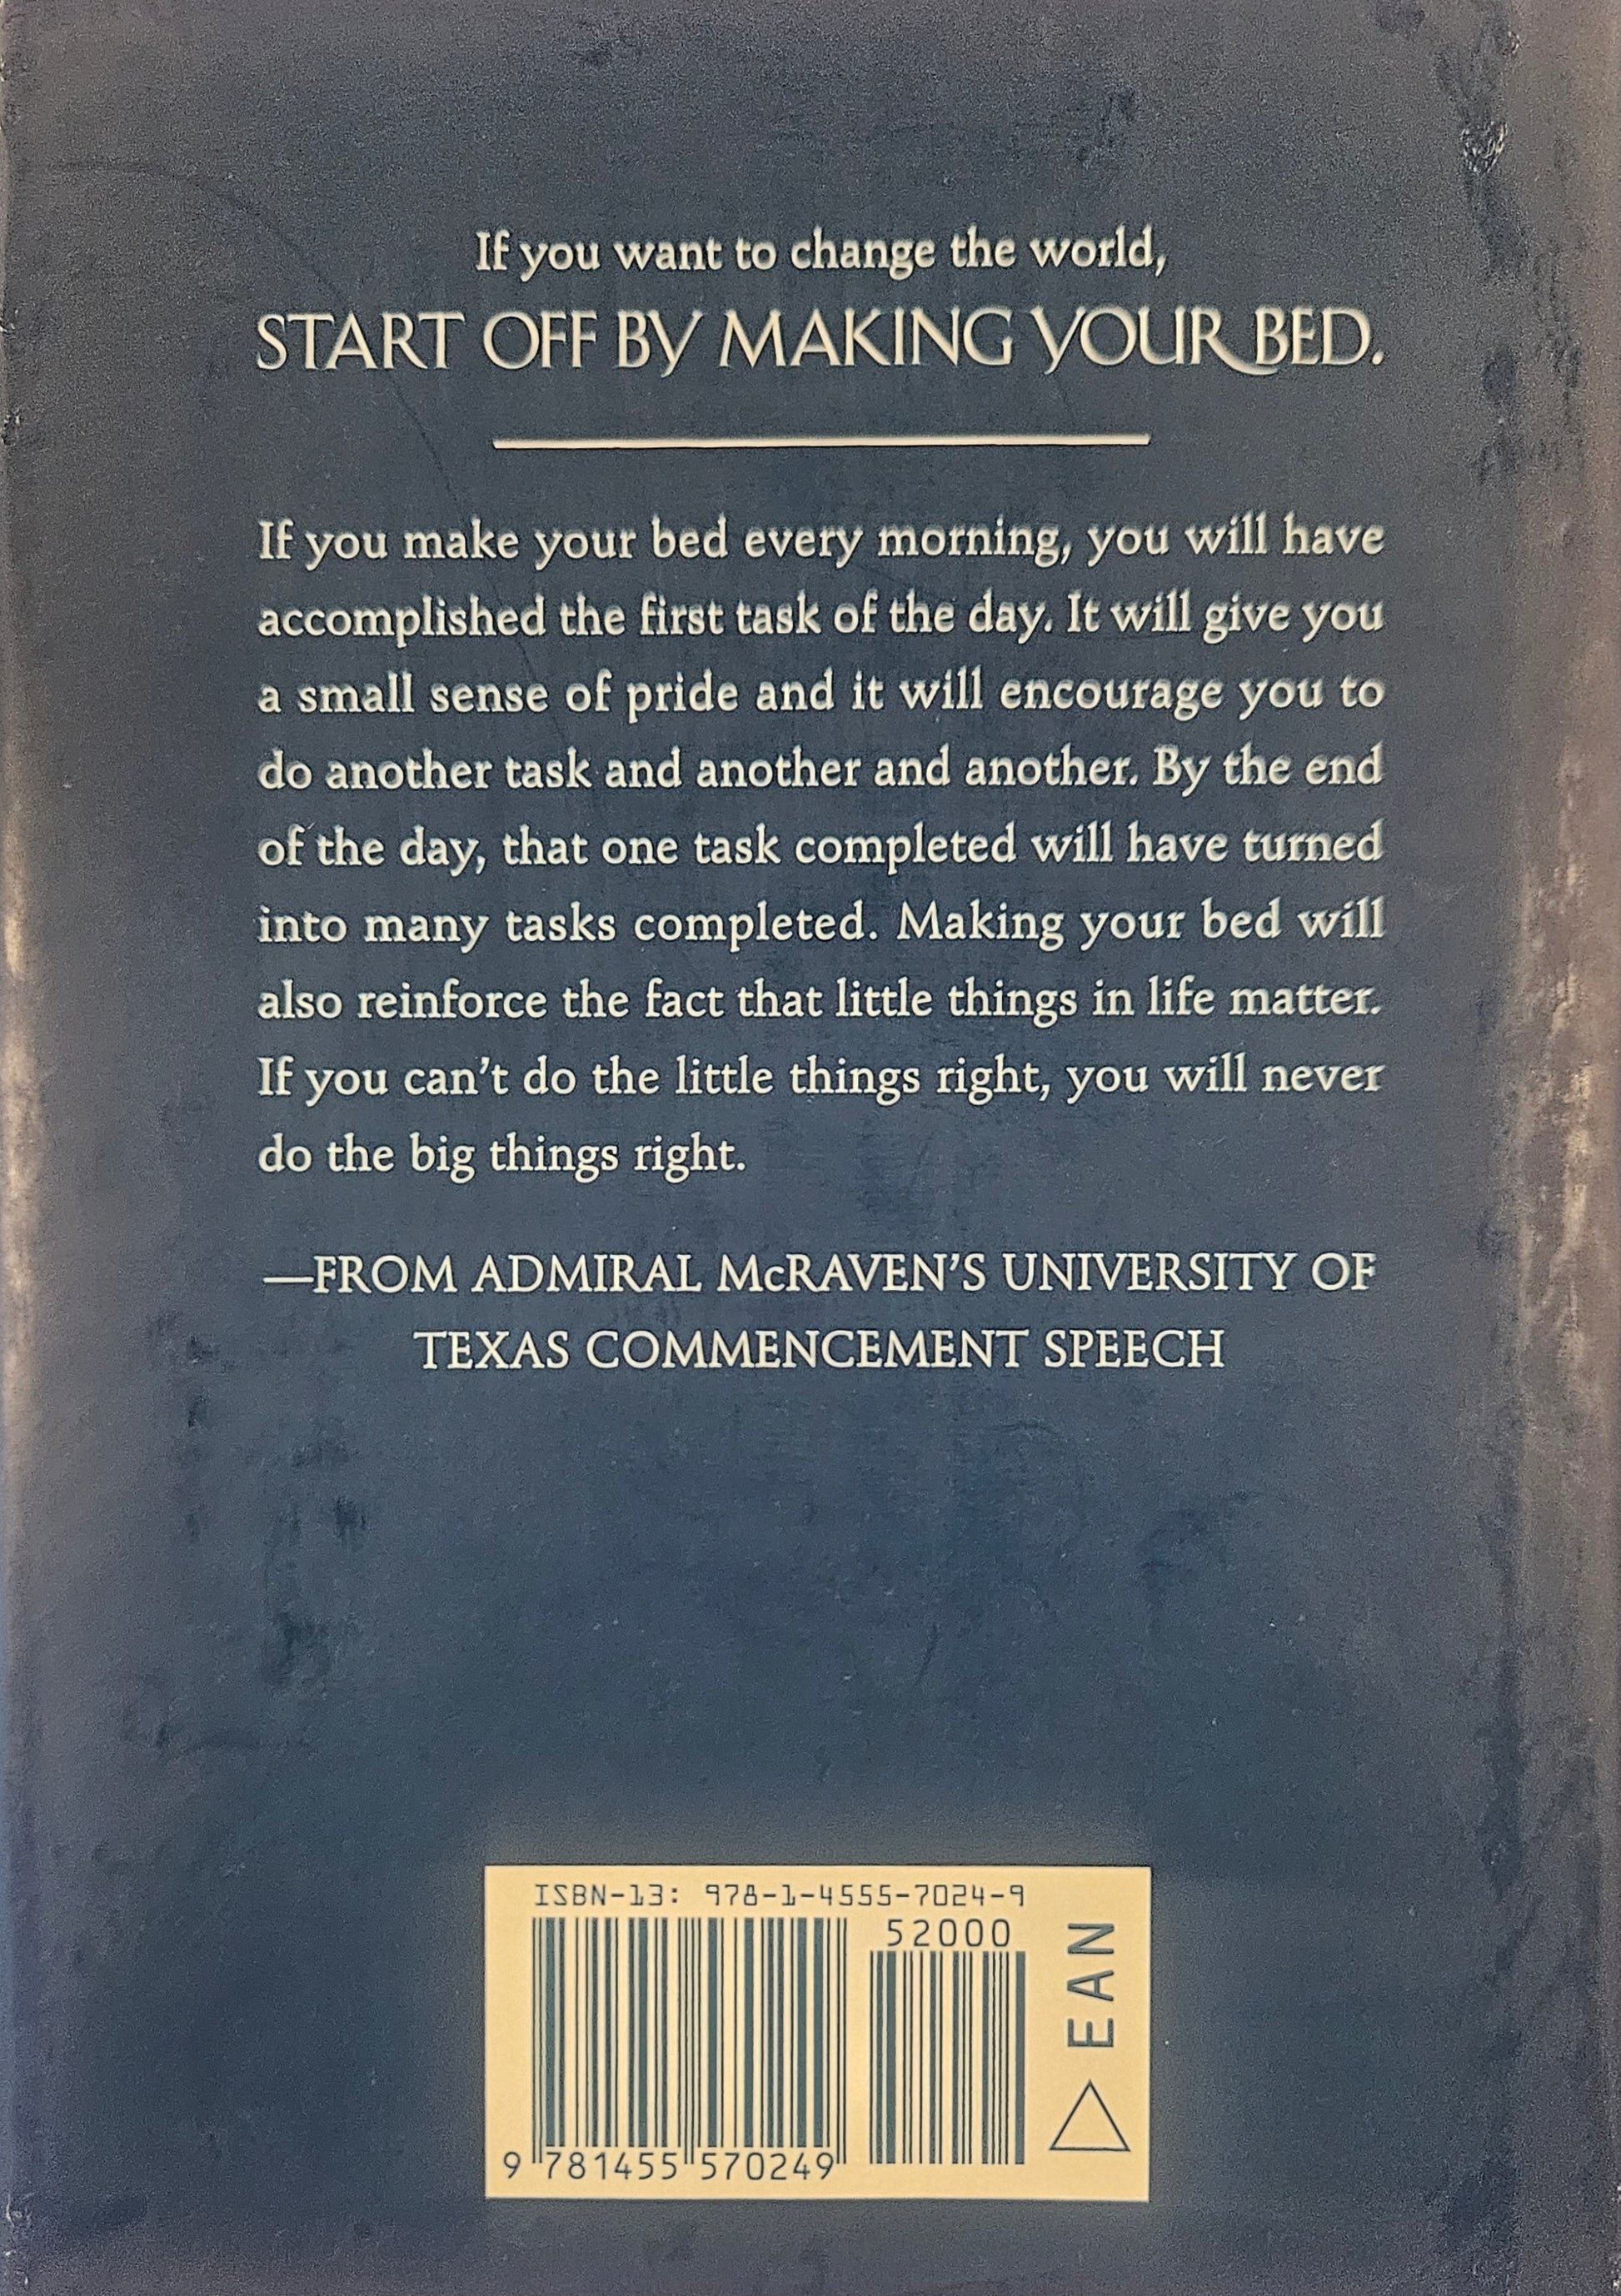 If you want to change the world,
START OFF BY MAKING YOUR BED.
If you make your bed every morning, you will have
accomplished the first task of the day. It will give you
a small sense of pride and it will encourage you to
do another task and another and another. By the end
of the day, that one task completed will have turned
into many tasks completed. Making your bed will
also reinforce the fact that little things in life matter.
If you can't do the little things right, you will never
do the big things right.
—FROM ADMIRAL McRAVEN'S UNIVERSITY OF
TEXAS COMMENCEMENT SPEECH
ISBN-13: 978-1-4555-7024-9
52000
EAN
9 781455 570249